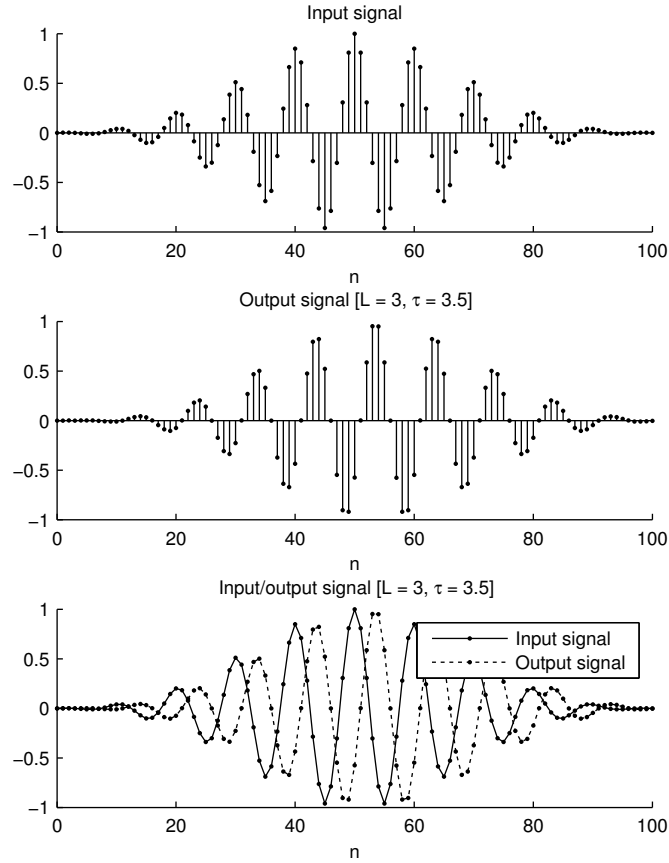 Input signal
1
0.5
0
−0.5
−1
0 20 40 60 80 100
n
Output signal [L = 3, τ = 3.5]
1
0.5
0
−0.5
−1
0 20 40 60 80 100
n
Input/output signal [L = 3, τ = 3.5]
1
0.5
0
−0.5
−1
Input signal
Output signal
0 20 40 60 80 100
n